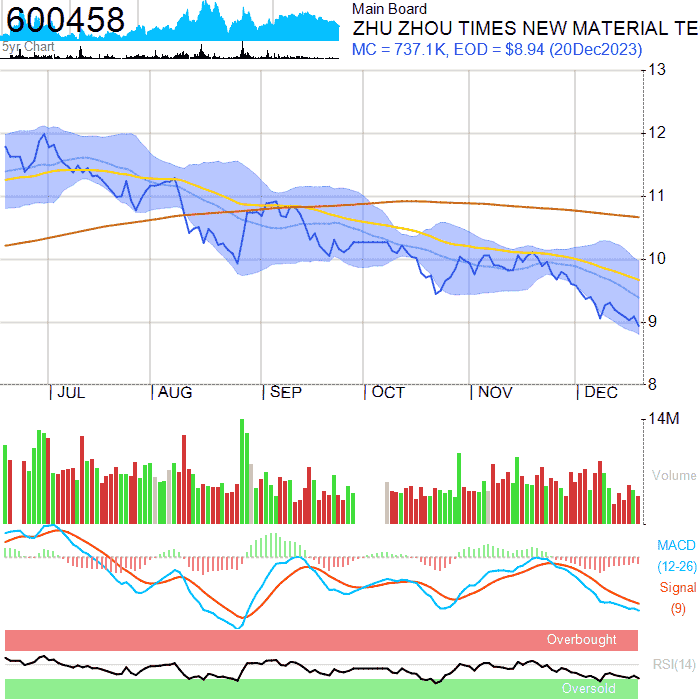 600458
5yr Chart
Main Board
ZHU ZHOU TIMES NEW MATERIAL TE
MC = 737.1K, EOD = $8.94 (20Dec2023)
13
12
11
10
9
8
JUL AUG SEP OCT NOV DEC
14M
Volume
MACD
(12-26)
Signal
(9)
Overbought
RSI(14)
Oversold